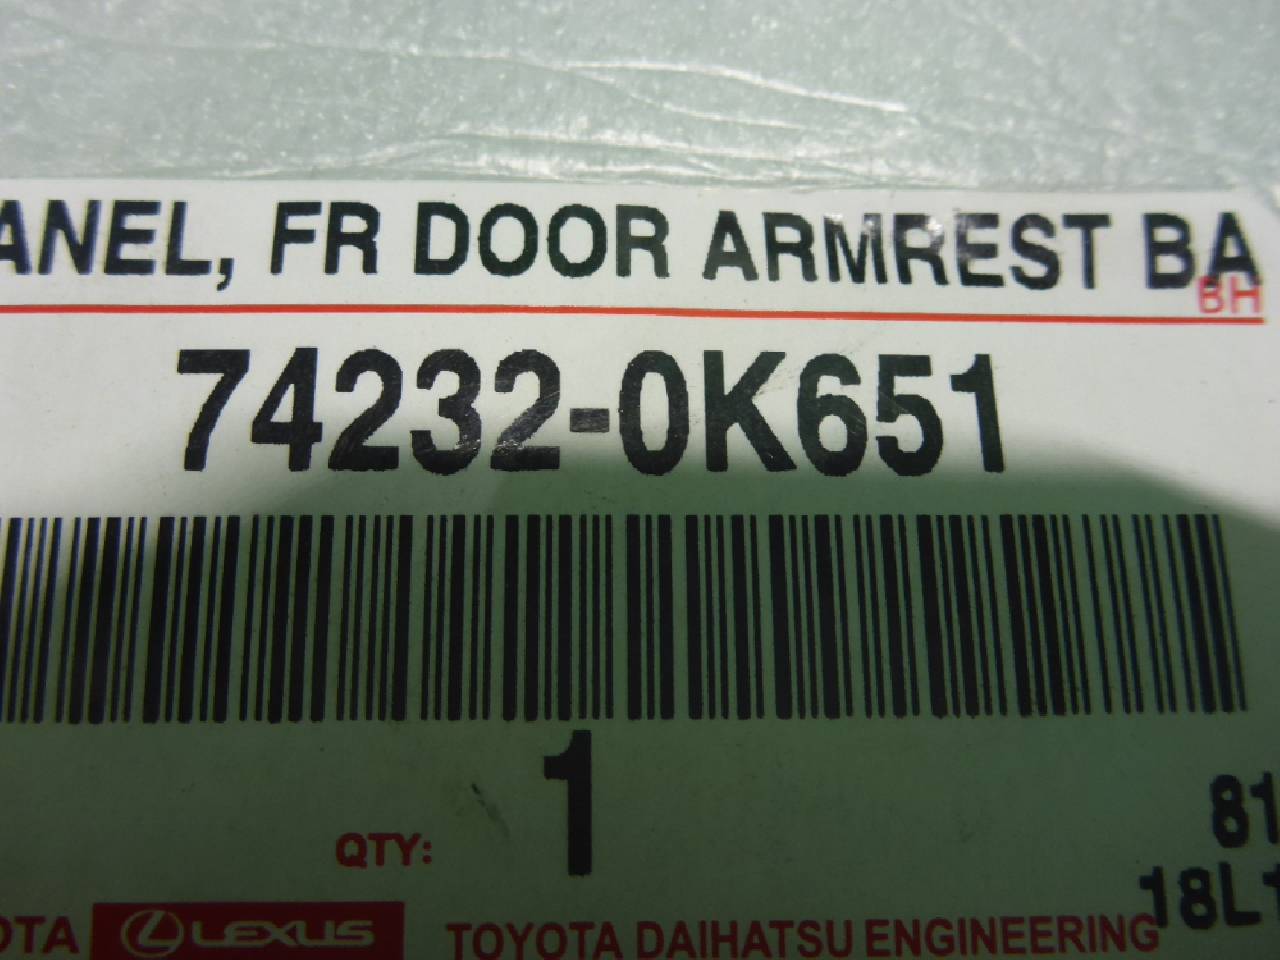 ANEL, FR DOOR ARMREST BA
BH
74232-0K651
1
QTY:
81
18L1
OTA LEXUS TOYOTA DAIHATSU ENGINEERING